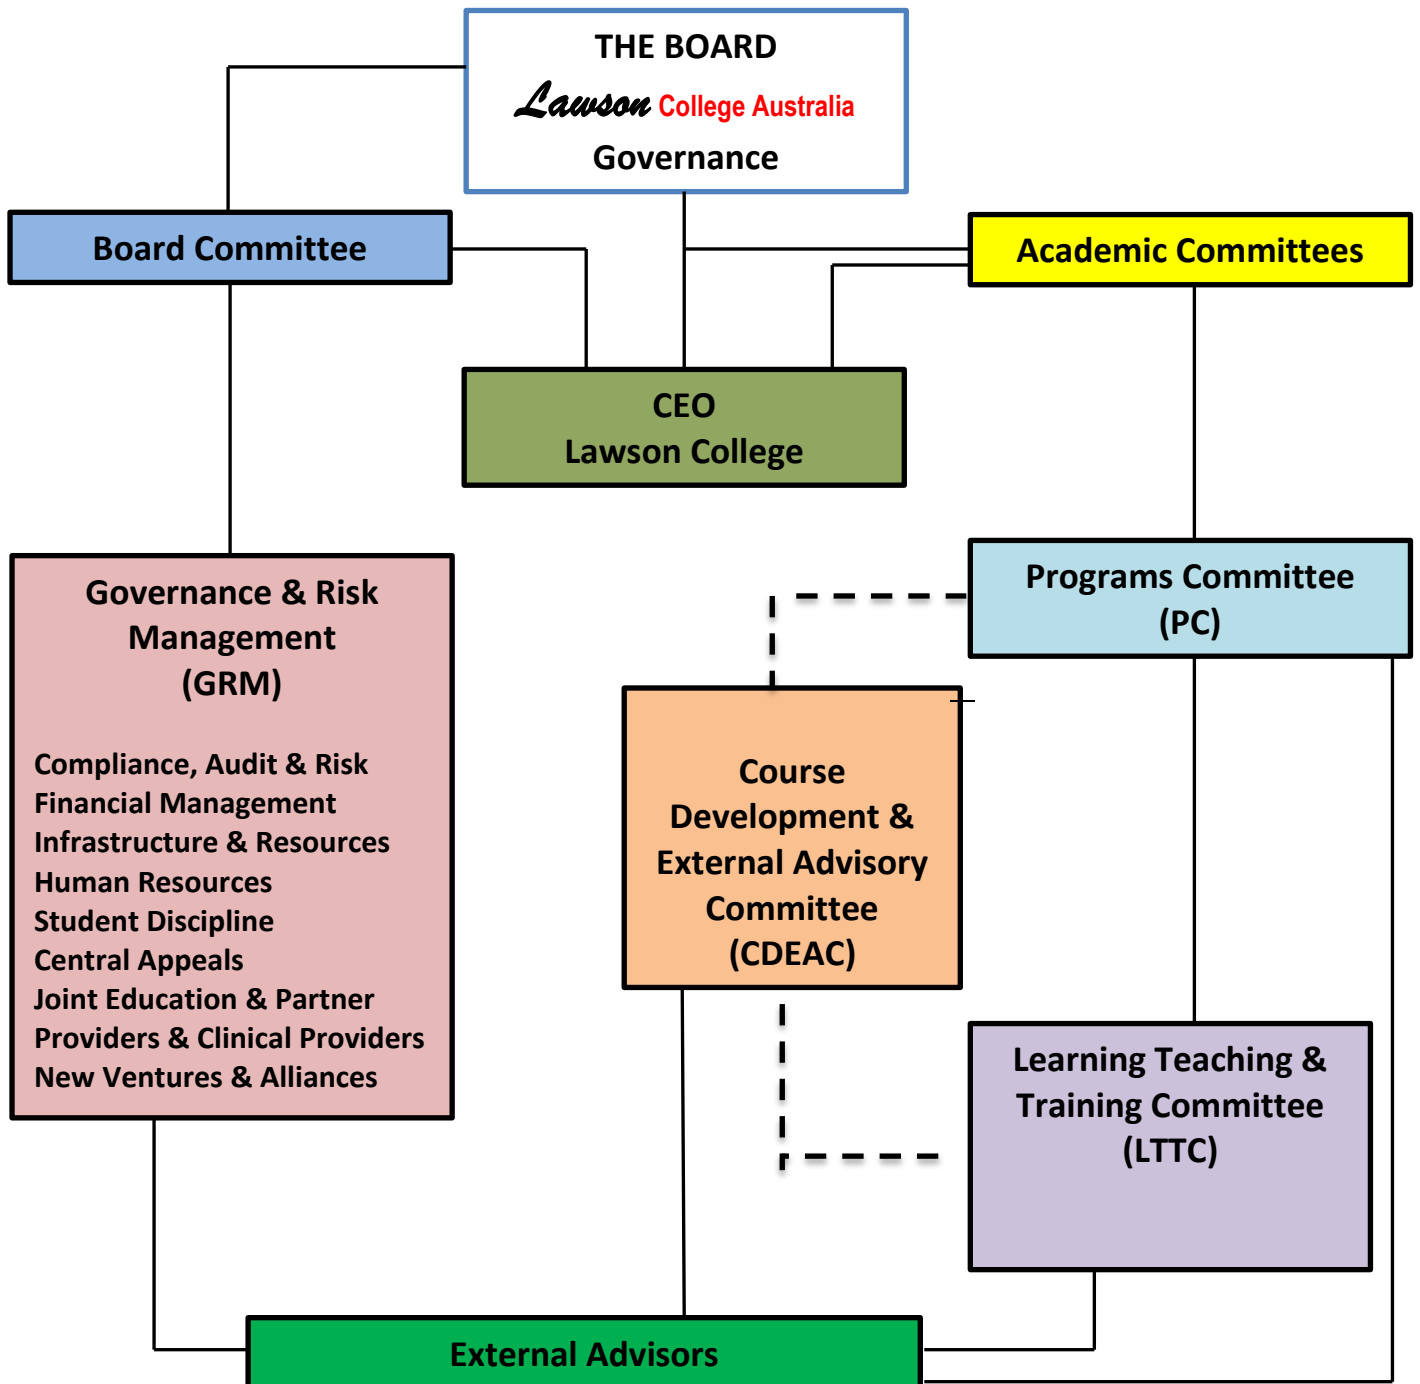 THE BOARD
Lawson College Australia
Governance
Board Committee
Academic Committees
CEO
Lawson College
Governance & Risk
Management
(GRM)
Compliance, Audit & Risk
Financial Management
Infrastructure & Resources
Human Resources
Student Discipline
Central Appeals
Joint Education & Partner
Providers & Clinical Providers
New Ventures & Alliances
Programs Committee
(PC)
Course
Development &
External Advisory
Committee
(CDEAC)
Learning Teaching &
Training Committee
(LTTC)
External Advisors